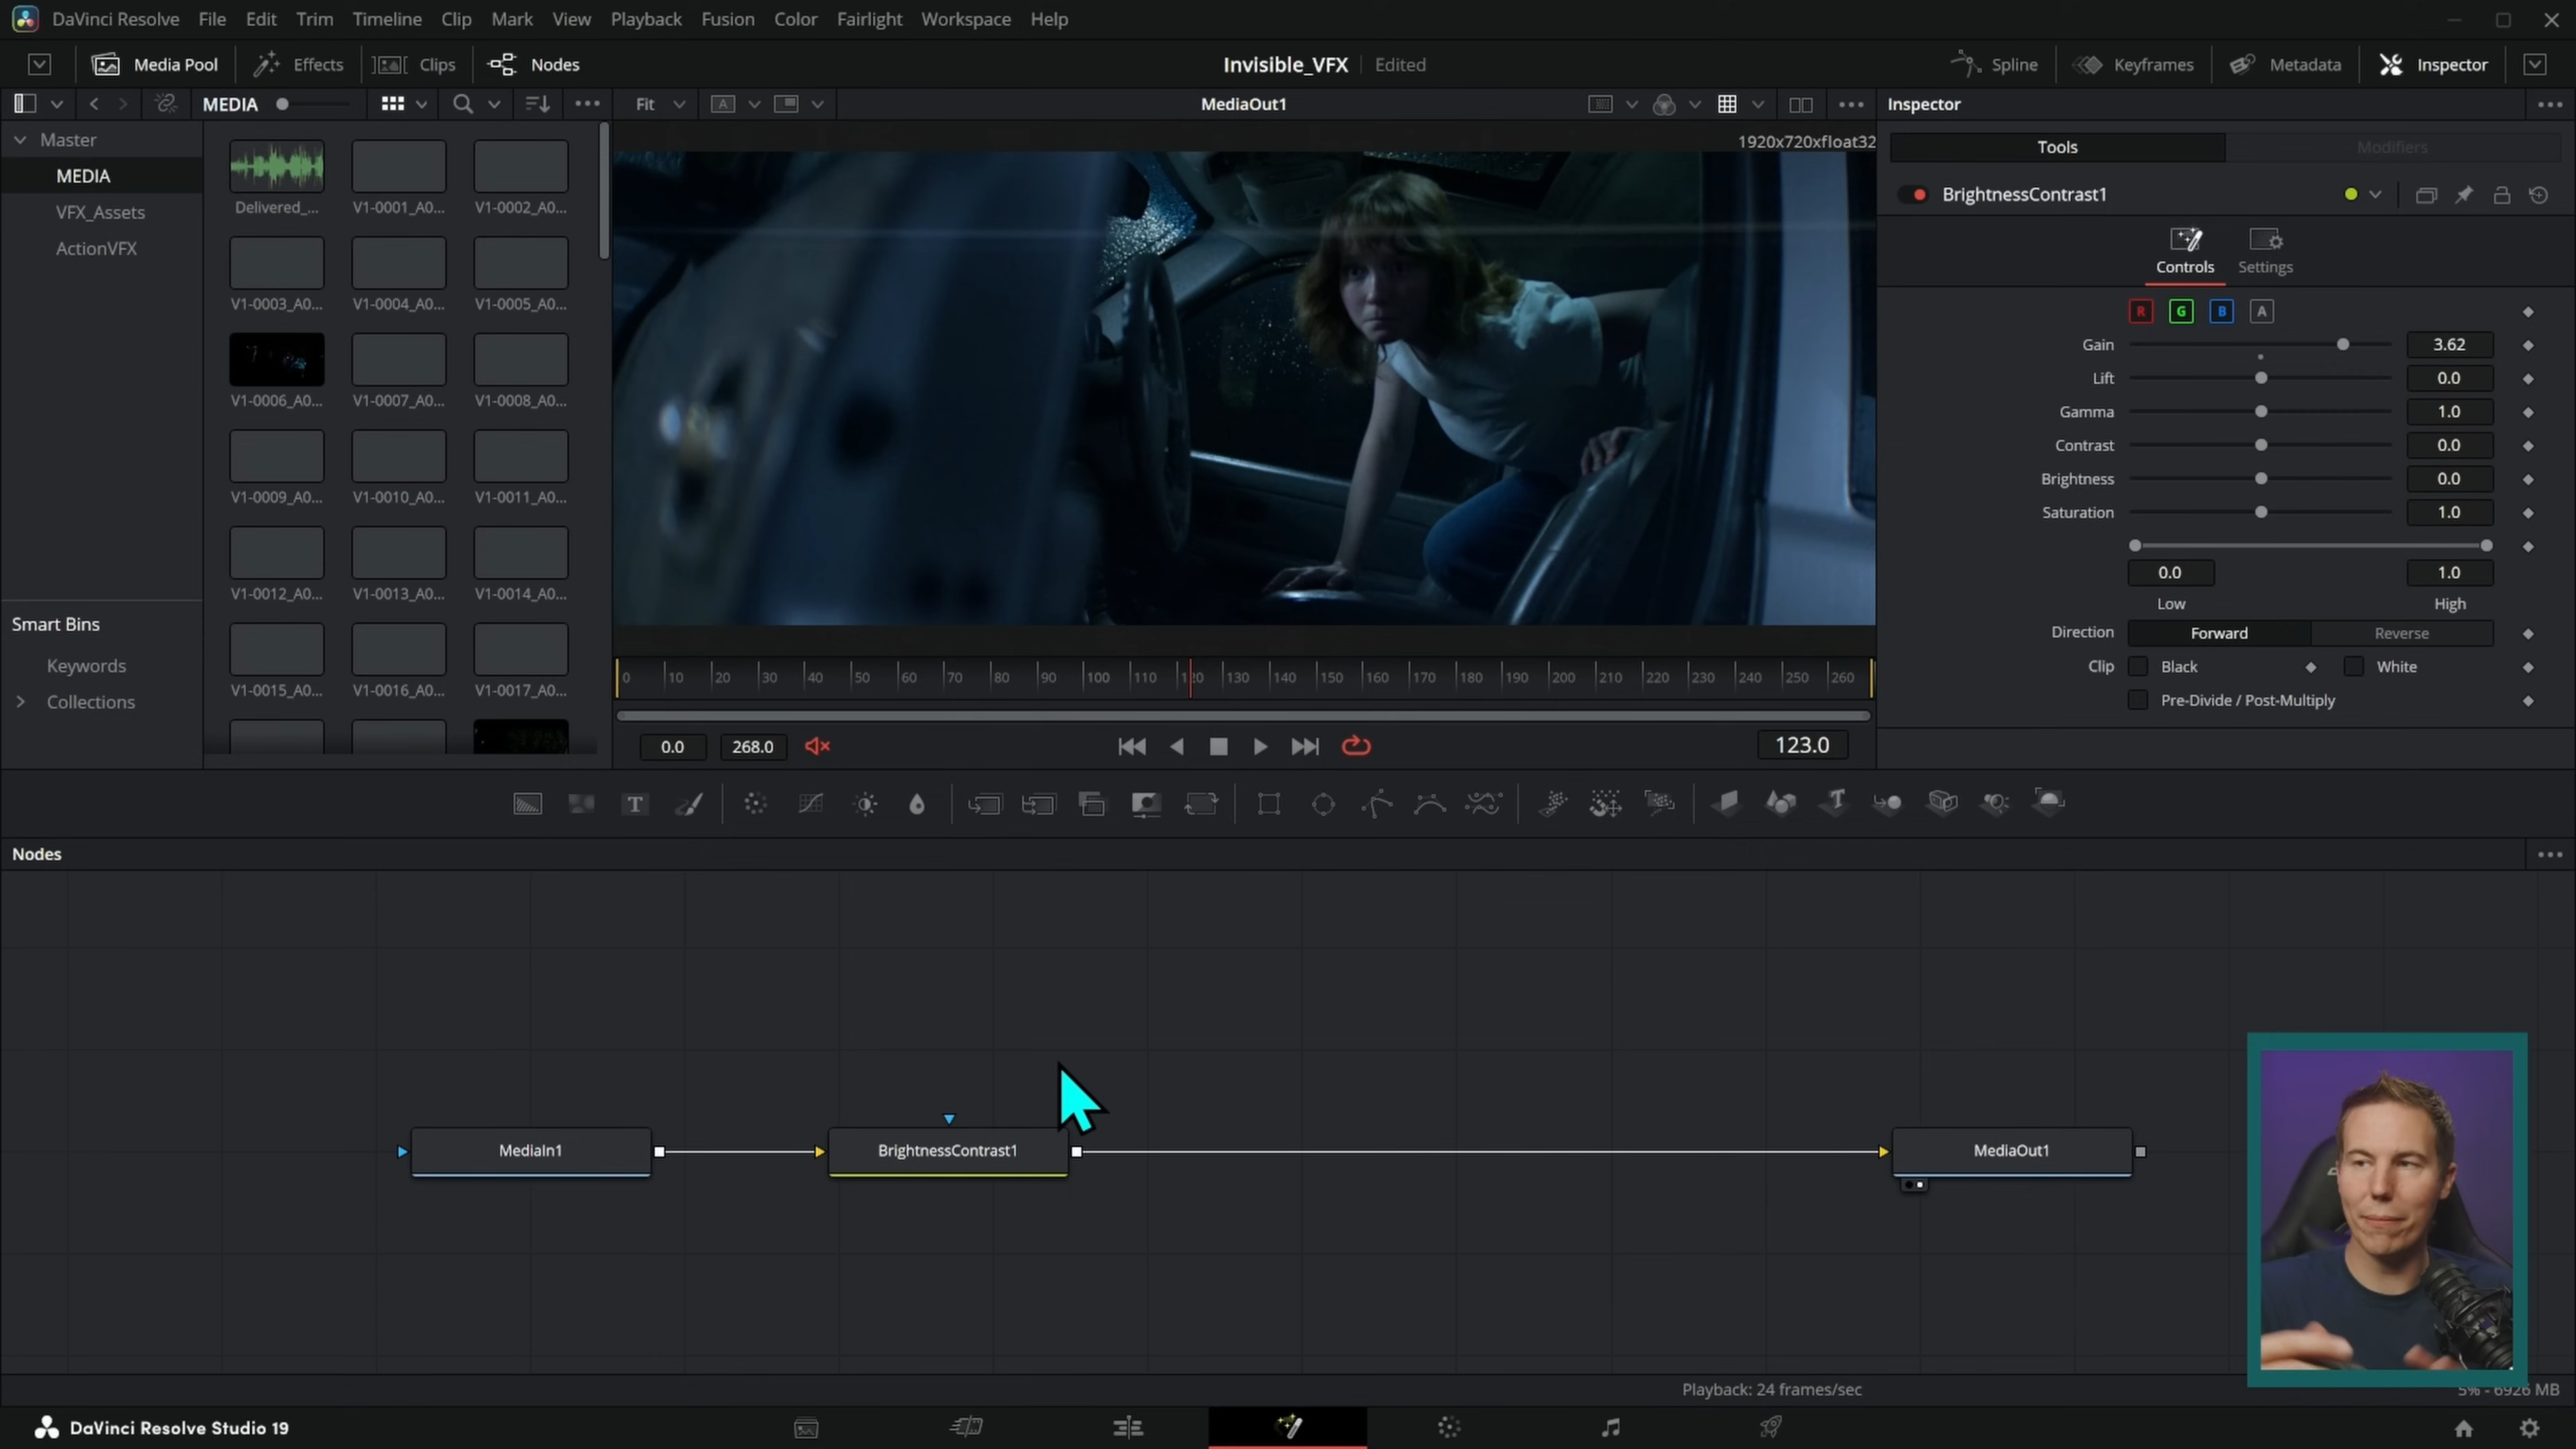 DaVinci Resolve File Edit Trim Timeline Clip Mark View Playback Fusion Color Fairlight Workspace Help
Media Pool Effects Clips Nodes Invisible_VFX Edited Spline Keyframes Metadata Inspector
MEDIA Fit A MediaOut1 Inspector
1920x720xfloat32
Master
MEDIA
VFX_Assets
ActionVFX
Smart Bins
Keywords
Collections
Delivered_... V1-0001_A0... V1-0002_A0...
V1-0003_A0... V1-0004_A0... V1-0005_A0...
V1-0006_A0... V1-0007_A0... V1-0008_A0...
V1-0009_A0... V1-0010_A0... V1-0011_A0...
V1-0012_A0... V1-0013_A0... V1-0014_A0...
V1-0015_A0... V1-0016_A0... V1-0017_A0...
0 10 20 30 40 50 60 70 80 90 100 110 120 130 140 150 160 170 180 190 200 210 220 230 240 250 260
0.0 268.0 123.0
Tools Modifiers
BrightnessContrast1
Controls Settings
R G B A
Gain 3.62
Lift 0.0
Gamma 1.0
Contrast 0.0
Brightness 0.0
Saturation 1.0
0.0 1.0
Low High
Direction Forward Reverse
Clip Black White
Pre-Divide / Post-Multiply
T T
Nodes
MediaIn1 BrightnessContrast1 MediaOut1
Playback: 24 frames/sec 5% - 6926 MB
DaVinci Resolve Studio 19